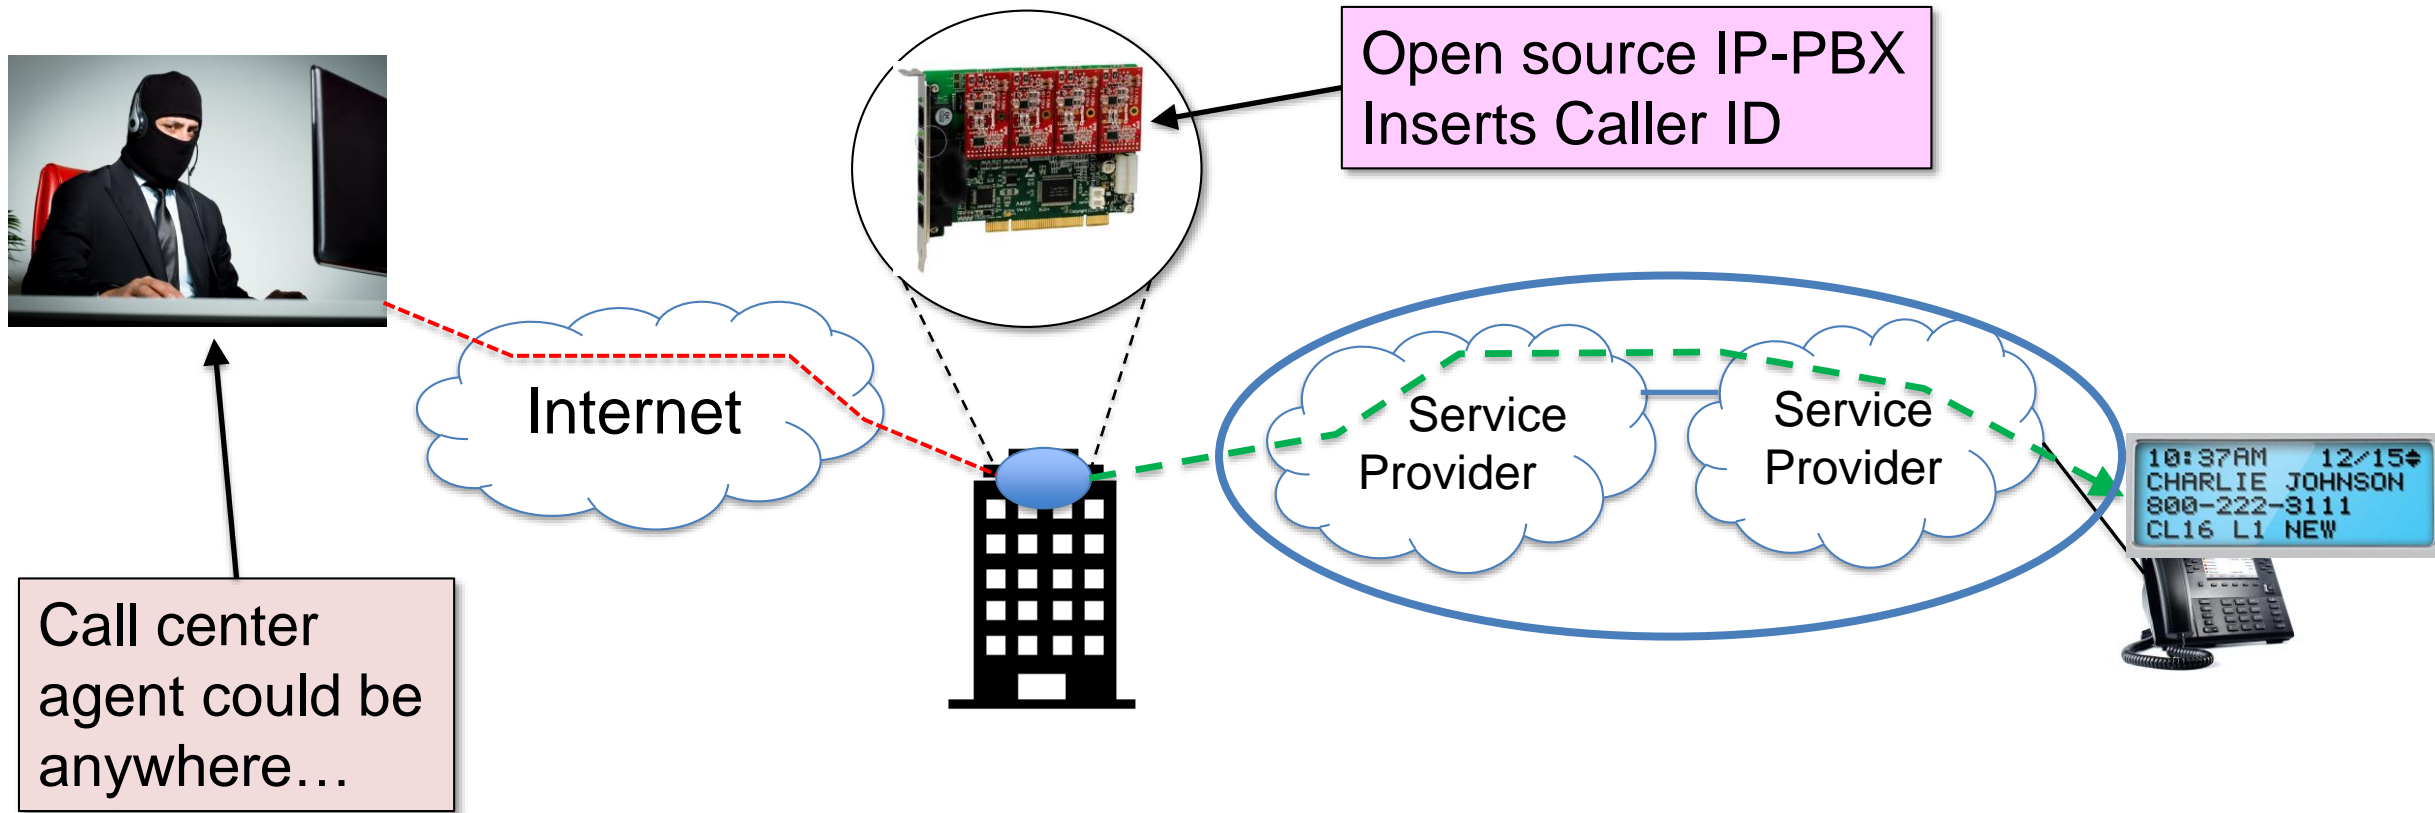 Open source IP-PBX
Inserts Caller ID
A400P
Internet
Service
Provider
Service
Provider
10:37AM 12/15
CHARLIE JOHNSON
800-222-3111
CL16 L1 NEW
Call center
agent could be
anywhere…